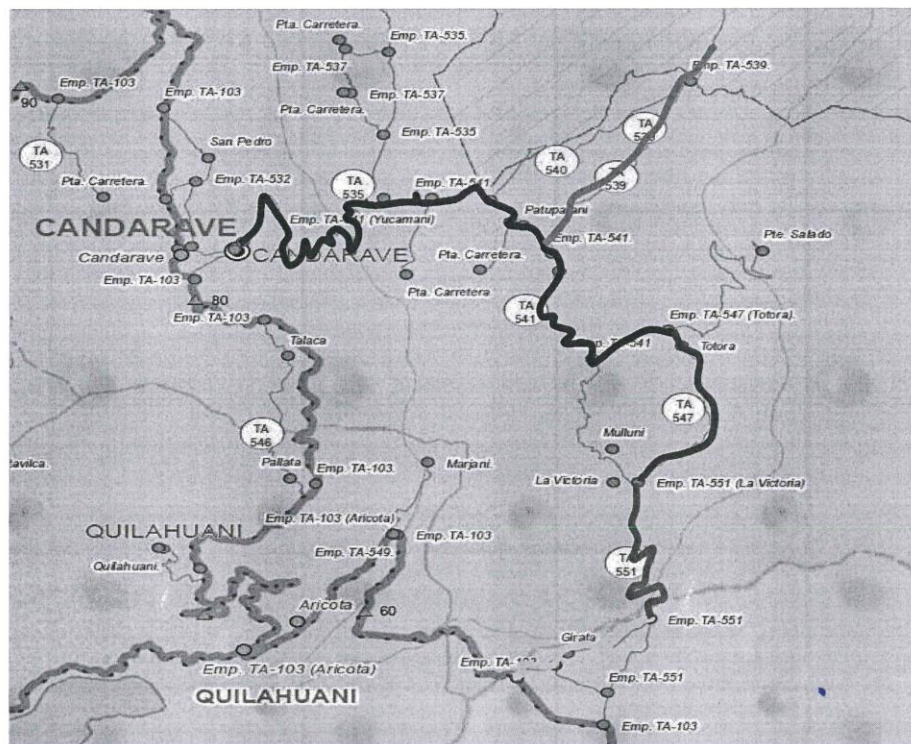 Pta. Carretera.
Emp. TA-535.
Emp. TA-537
Emp. TA-539.
Emp. TA-103
Emp. TA-103
Pta. Carretera.
Emp. TA-537
90
Emp. TA-535
TA
531
San Pedro
TA
540
TA
TA
539
Pta. Carretera.
Emp. TA-532
TA
535
Emp. TA-541
CANDARAVE
(Yucamani)
Emp. TA-541.
Pte. Salado
Candarave
CANDARAVE
Pta. Carretera.
Emp. TA-103
Pta. Carretera
80
Emp. TA-103
TA
541
Emp. TA-547 (Totora).
Talaca
Totora
TA
547
TA
546
Mulluni
Pallata
Emp. TA-103.
Marjani.
La Victoria
Emp. TA-551 (La Victoria)
Emp. TA-103 (Aricota)
QUILAHUANI
Emp. TA-103
Emp. TA-549.
Quilahuani.
TA
551
60
Aricota
Emp. TA-551
Girata
Emp. TA-103 (Aricota)
QUILAHUANI
Emp. TA-551
Emp. TA-103